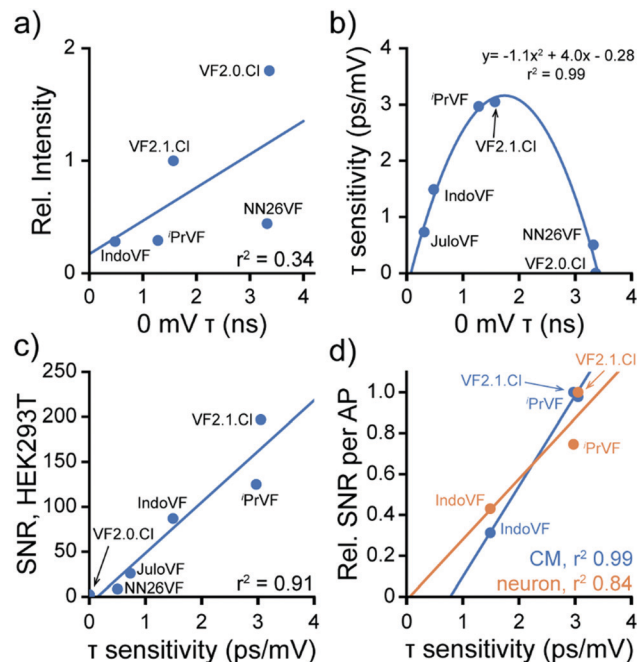 a)
Rel. Intensity
2
1
0
VF2.0.Cl
VF2.1.Cl
IndoVF
ⁱPrVF
NN26VF
r² = 0.34
0 1 2 3 4
0 mV τ (ns)
b)
τ sensitivity (ps/mV)
4
3
2
1
0
y= -1.1x² + 4.0x - 0.28
r² = 0.99
ⁱPrVF
VF2.1.Cl
IndoVF
JuloVF
NN26VF
VF2.0.Cl
0 1 2 3 4
0 mV τ (ns)
c)
SNR, HEK293T
250
200
150
100
50
0
VF2.1.Cl
ⁱPrVF
IndoVF
VF2.0.Cl
JuloVF
NN26VF
r² = 0.91
0 1 2 3 4
τ sensitivity (ps/mV)
d)
Rel. SNR per AP
1.0
0.8
0.6
0.4
0.2
0
VF2.1.Cl
VF2.1.Cl
ⁱPrVF
ⁱPrVF
IndoVF
IndoVF
CM, r² 0.99
neuron, r² 0.84
0 1 2 3 4
τ sensitivity (ps/mV)